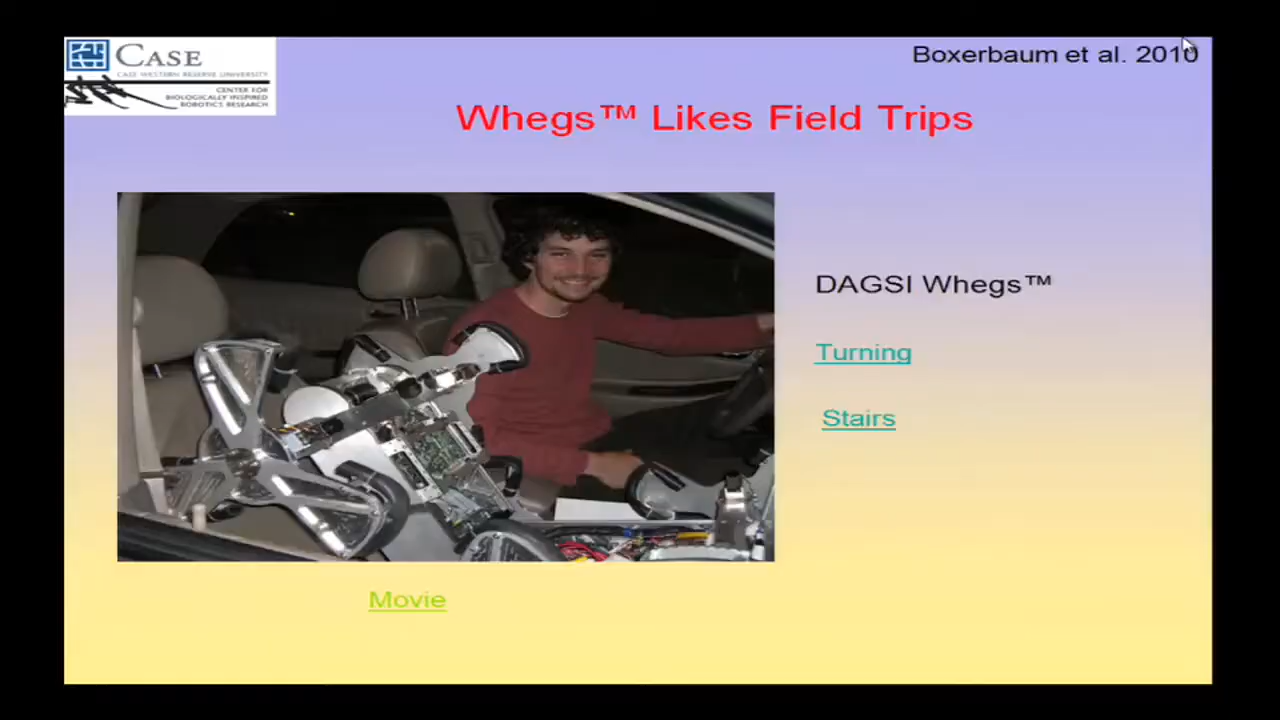 CASE
CASE WESTERN RESERVE UNIVERSITY
CENTER FOR
BIOLOGICALLY INSPIRED
ROBOTICS RESEARCH
Boxerbaum et al. 2010
Whegs™ Likes Field Trips
DAGSI Whegs™
Turning
Stairs
Movie